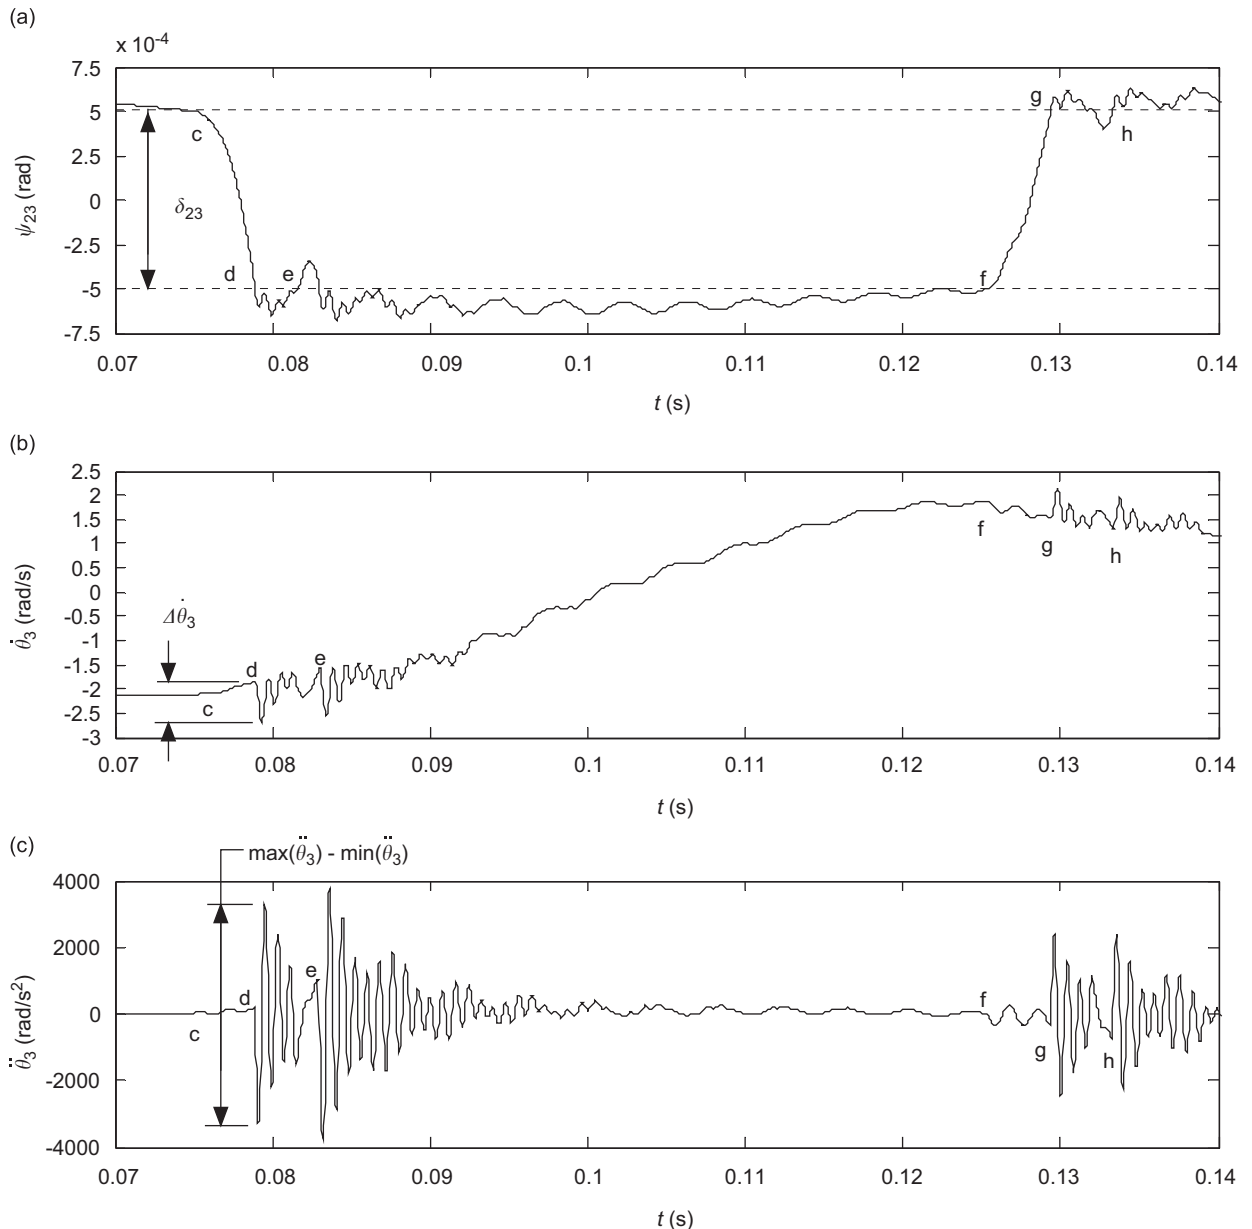 (a)
x 10⁻⁴
7.5
5
2.5
0
-2.5
-5
-7.5
ψ₂₃ (rad)
c
δ₂₃
d
e
f
g
h
0.07
0.08
0.09
0.1
0.11
0.12
0.13
0.14
t (s)
(b)
2.5
2
1.5
1
0.5
0
-0.5
-1
-1.5
-2
-2.5
-3
θ̇₃ (rad/s)
Δθ̇₃
c
d
e
f
g
h
0.07
0.08
0.09
0.1
0.11
0.12
0.13
0.14
t (s)
(c)
max(θ̈₃) - min(θ̈₃)
4000
2000
0
-2000
-4000
θ̈₃ (rad/s²)
c
d
e
f
g
h
0.07
0.08
0.09
0.1
0.11
0.12
0.13
0.14
t (s)